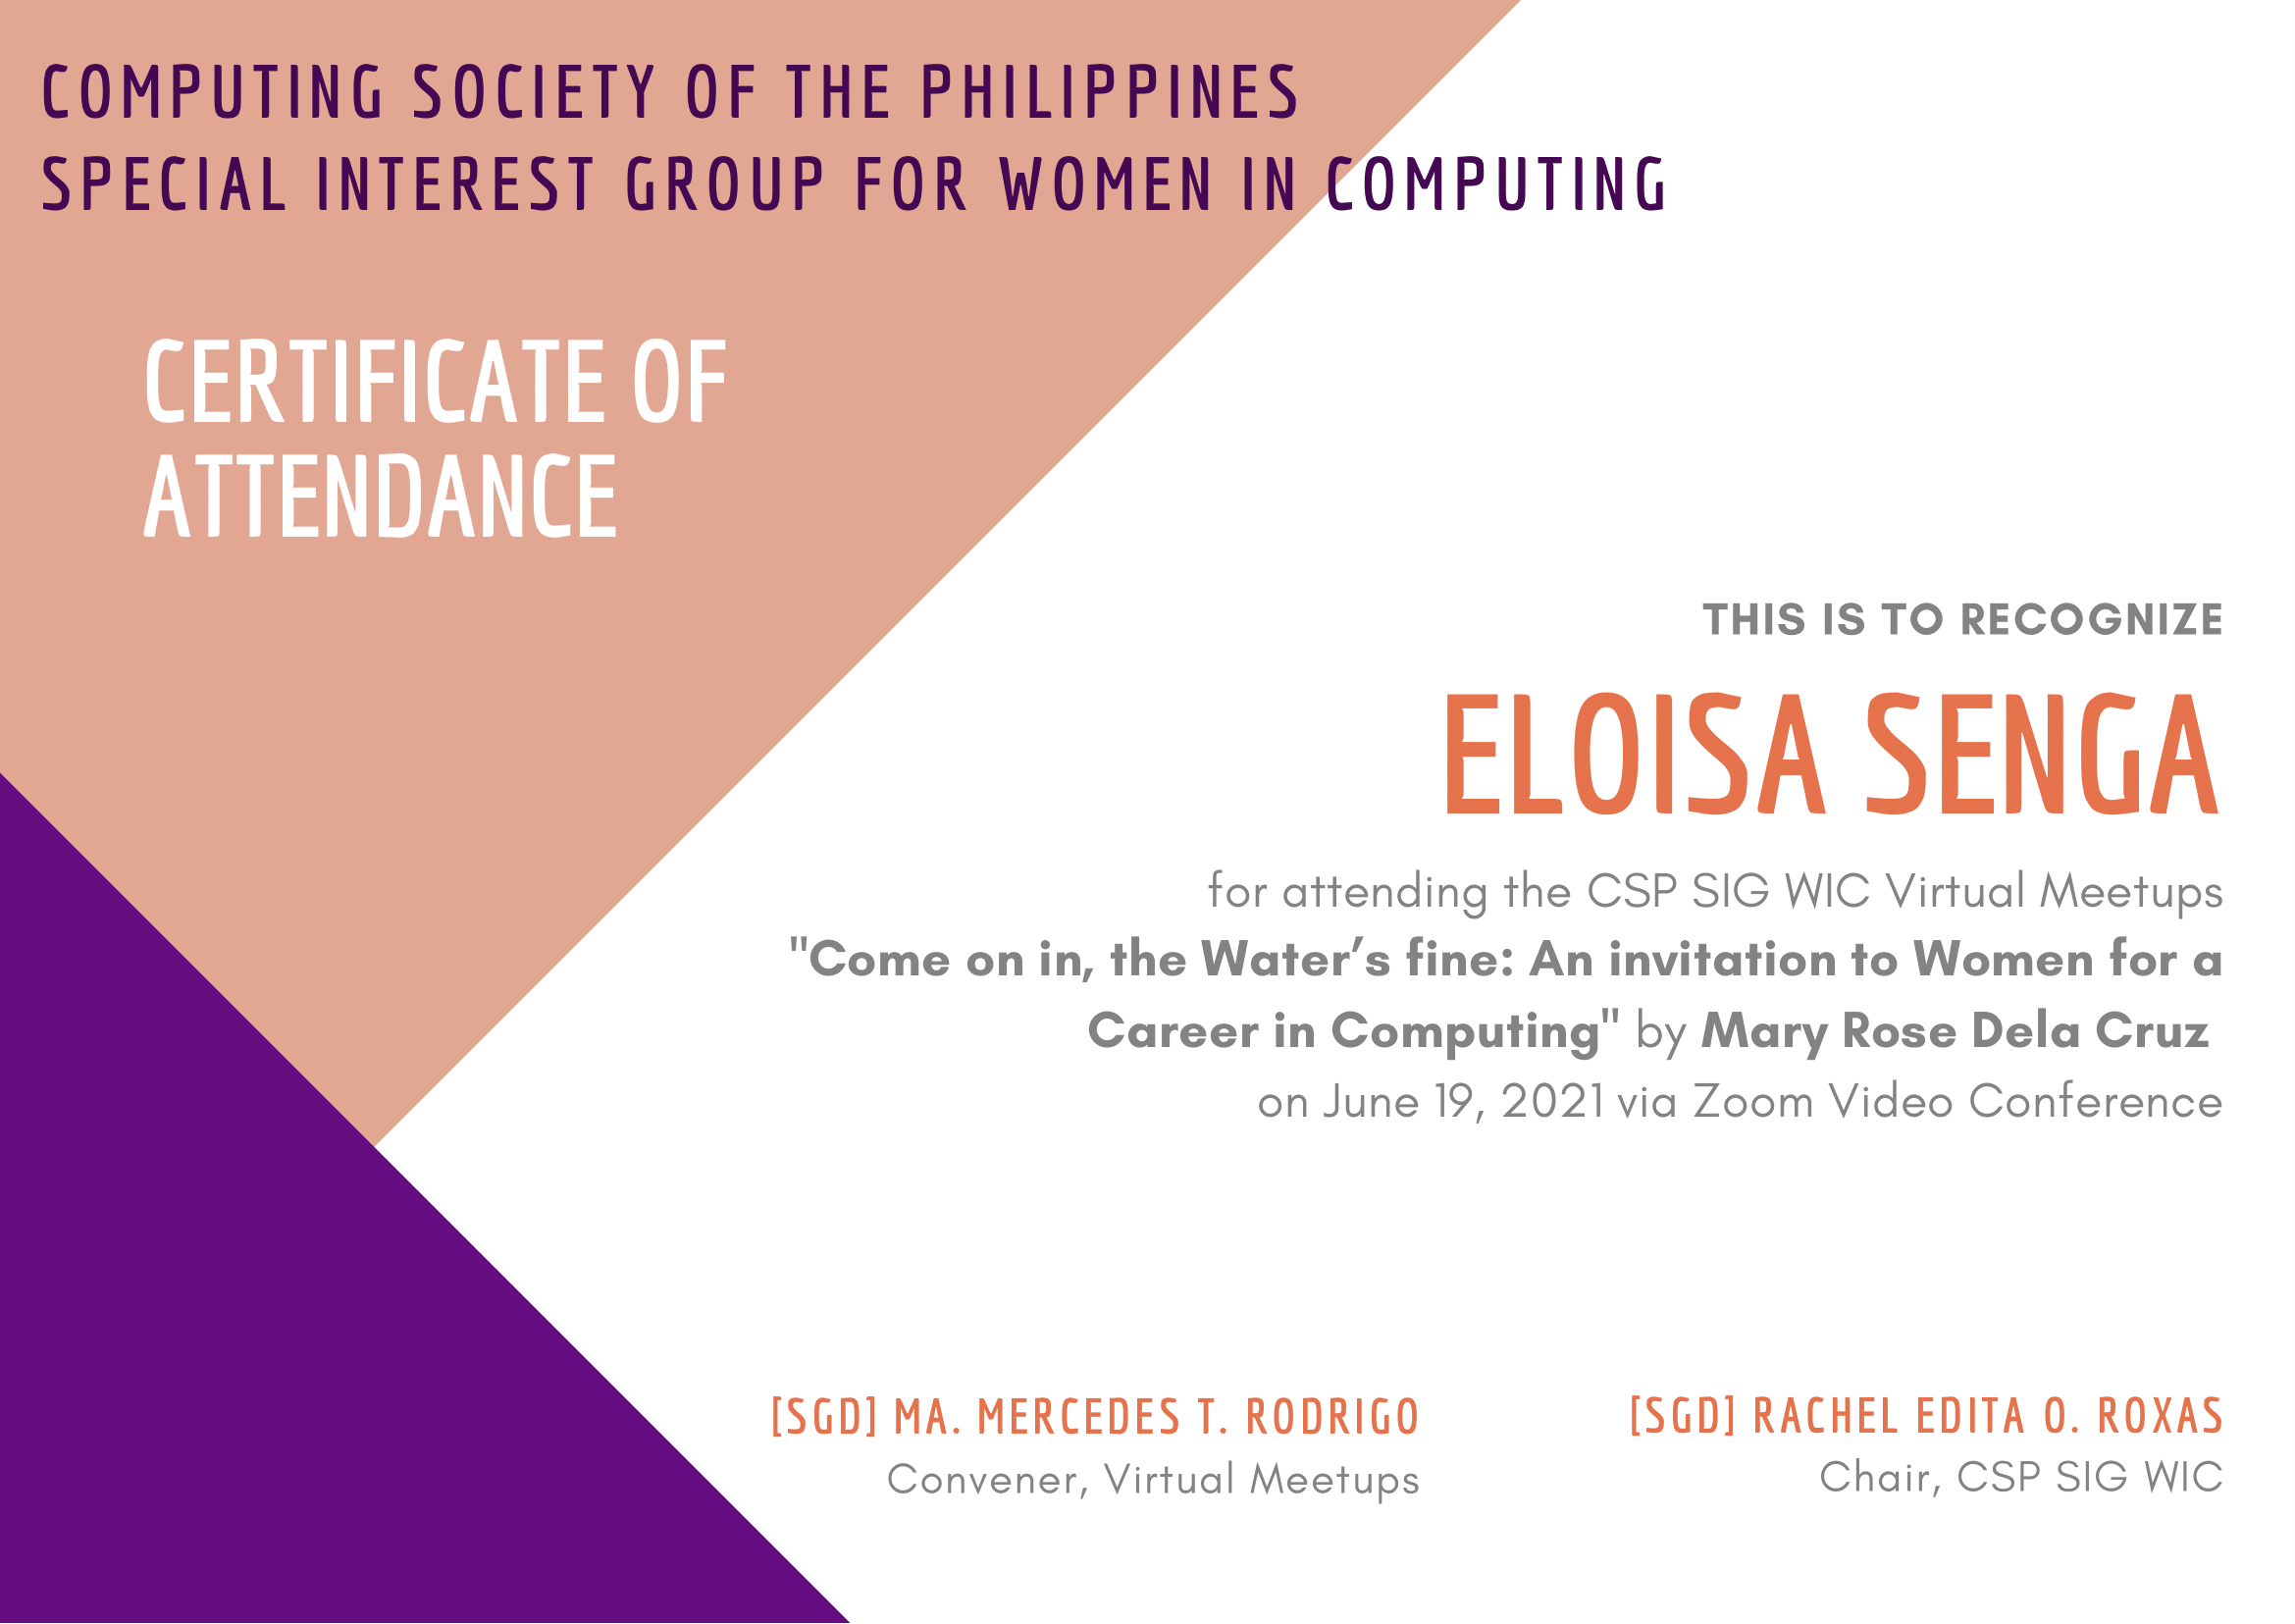 COMPUTING SOCIETY OF THE PHILIPPINES
SPECIAL INTEREST GROUP FOR WOMEN IN COMPUTING
CERTIFICATE OF
ATTENDANCE
THIS IS TO RECOGNIZE
ELOISA SENGA
for attending the CSP SIG WIC Virtual Meetups
"Come on in, the Water’s fine: An invitation to Women for a
Career in Computing" by Mary Rose Dela Cruz
on June 19, 2021 via Zoom Video Conference
[SGD] MA. MERCEDES T. RODRIGO
Convener, Virtual Meetups
[SGD] RACHEL EDITA O. ROXAS
Chair, CSP SIG WIC